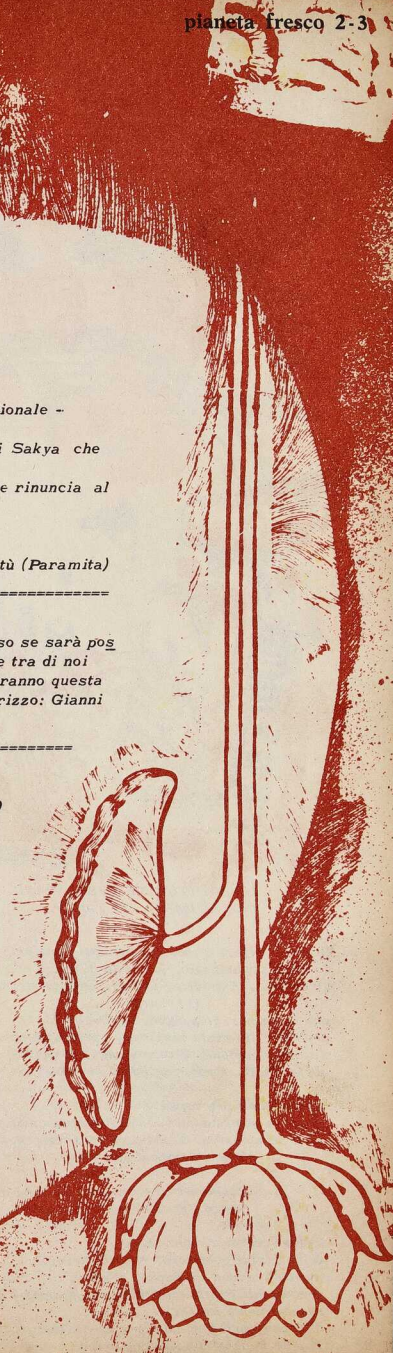 pianeta fresco 2-3
ionale -
i Sakya che
e rinuncia al
tù (Paramita)
so se sarà pos
e tra di noi
ranno questa
rizzo: Gianni